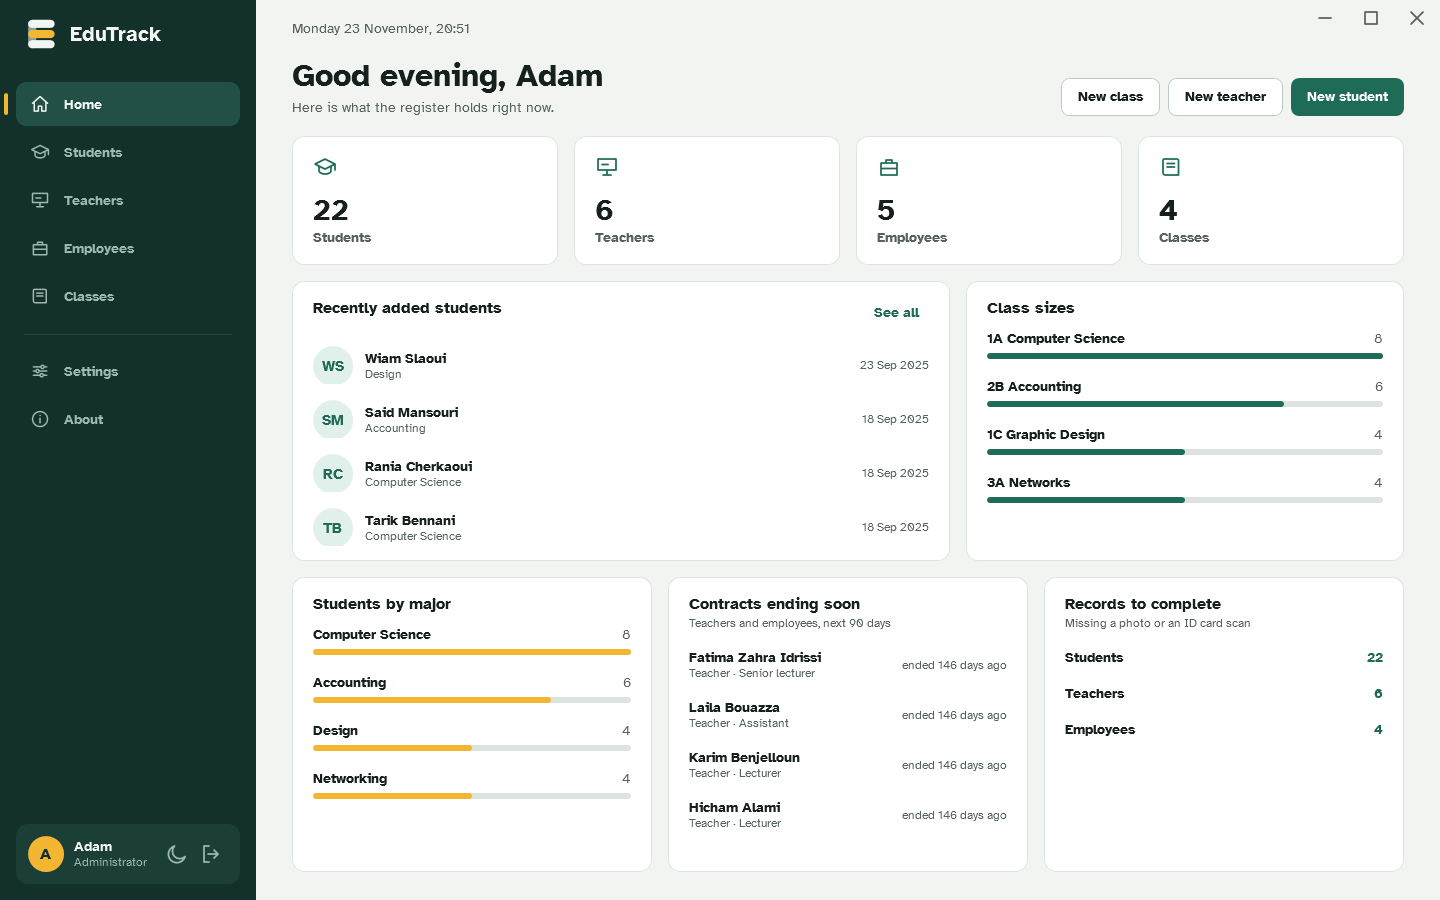 EduTrack
Home
Students
Teachers
Employees
Classes
Settings
About
A
Adam
Administrator
Monday 23 November, 20:51
Good evening, Adam
Here is what the register holds right now.
New class
New teacher
New student
22
Students
6
Teachers
5
Employees
4
Classes
Recently added students
See all
WS
Wiam Slaoui
Design
23 Sep 2025
SM
Said Mansouri
Accounting
18 Sep 2025
RC
Rania Cherkaoui
Computer Science
18 Sep 2025
TB
Tarik Bennani
Computer Science
18 Sep 2025
Class sizes
1A Computer Science 8
2B Accounting 6
1C Graphic Design 4
3A Networks 4
Students by major
Computer Science 8
Accounting 6
Design 4
Networking 4
Contracts ending soon
Teachers and employees, next 90 days
Fatima Zahra Idrissi
Teacher · Senior lecturer
ended 146 days ago
Laila Bouazza
Teacher · Assistant
ended 146 days ago
Karim Benjelloun
Teacher · Lecturer
ended 146 days ago
Hicham Alami
Teacher · Lecturer
ended 146 days ago
Records to complete
Missing a photo or an ID card scan
Students 22
Teachers 6
Employees 4